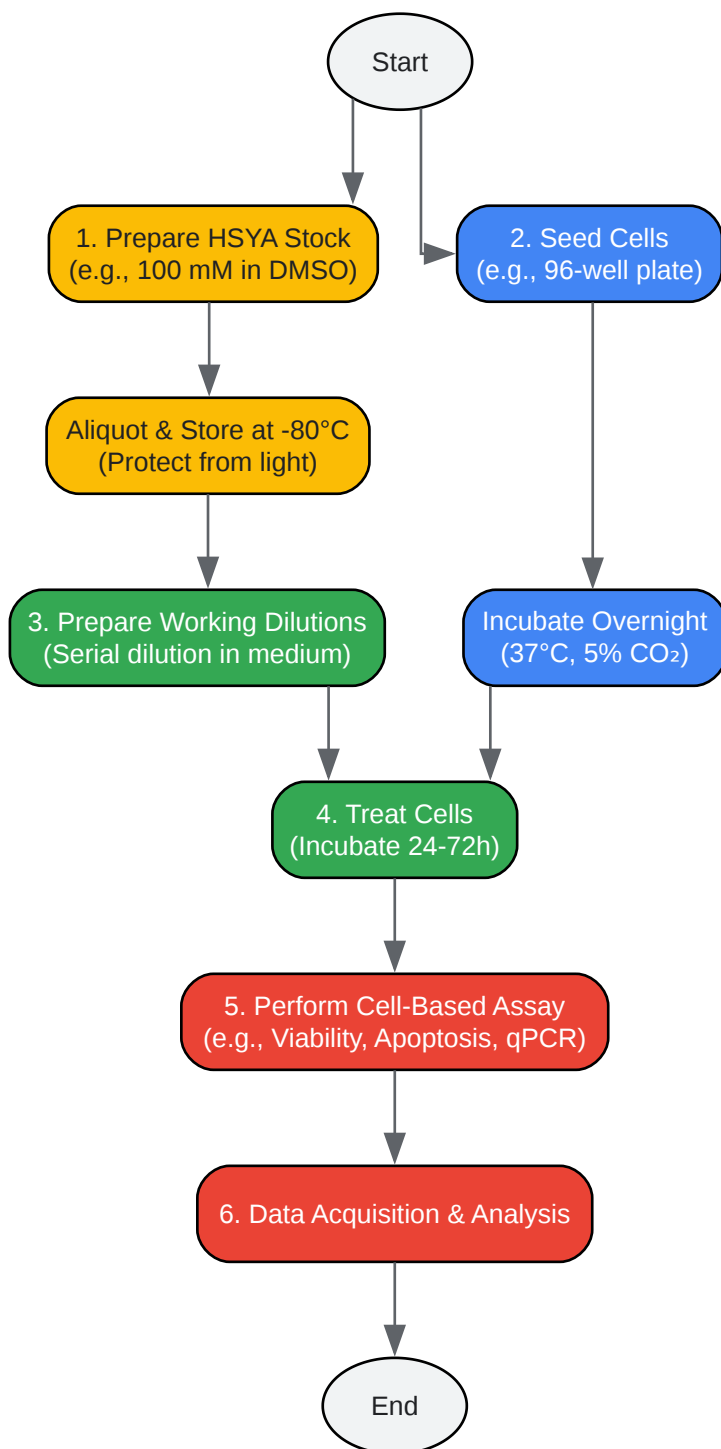 Start
1. Prepare HSYA Stock
(e.g., 100 mM in DMSO)
2. Seed Cells
(e.g., 96-well plate)
Aliquot & Store at -80°C
(Protect from light)
3. Prepare Working Dilutions
(Serial dilution in medium)
Incubate Overnight
(37°C, 5% CO₂)
4. Treat Cells
(Incubate 24-72h)
5. Perform Cell-Based Assay
(e.g., Viability, Apoptosis, qPCR)
6. Data Acquisition & Analysis
End